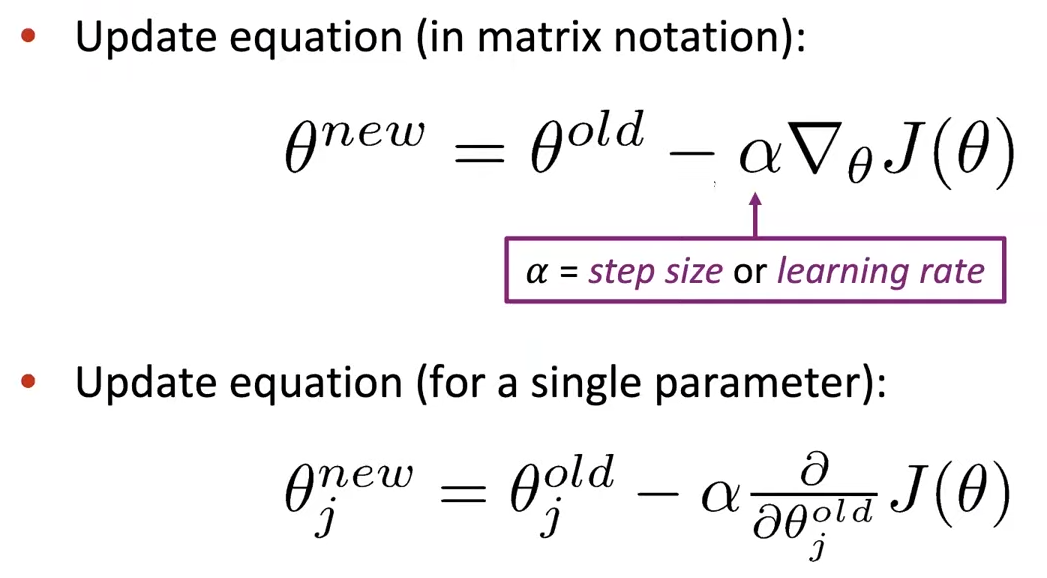 • Update equation (in matrix notation):
θ^{new} = θ^{old} − α∇_θ J(θ)
α = step size or learning rate
• Update equation (for a single parameter):
θ_j^{new} = θ_j^{old} − α \frac{∂}{∂θ_j^{old}} J(θ)